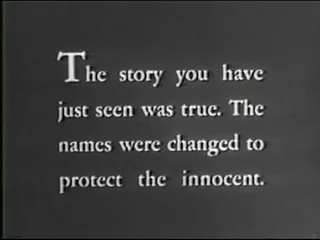 The story you have
just seen was true. The
names were changed to
protect the innocent.